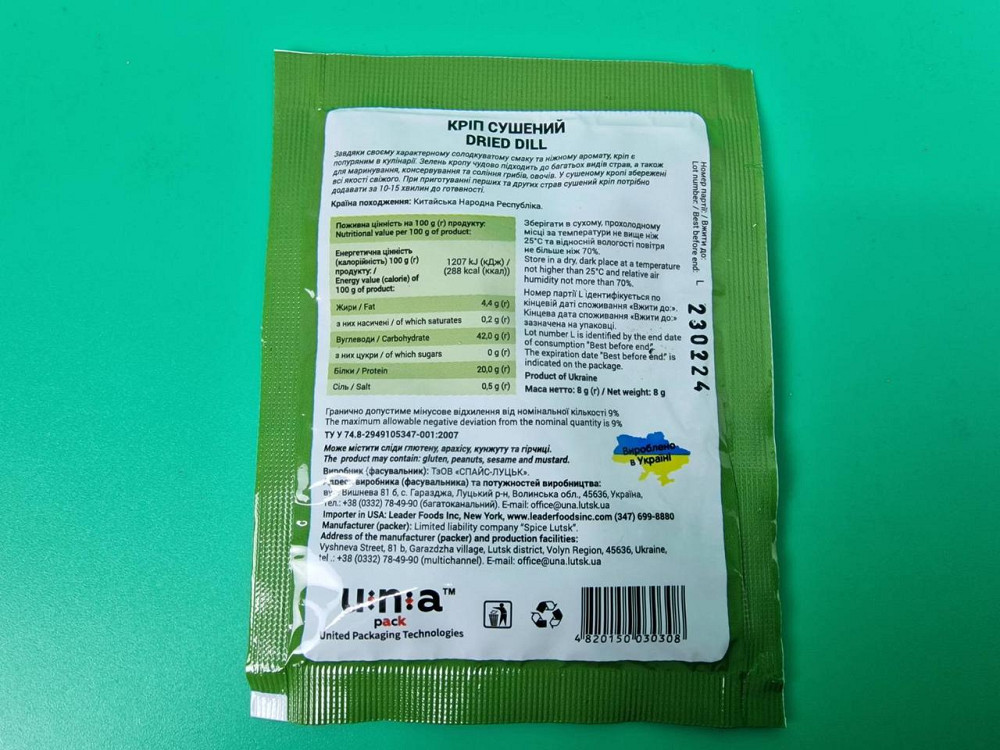 КРІП СУШЕНИЙ
DRIED DILL
Завдяки своєму характерному солодкуватому смаку та ніжному аромату, кріп є
популярним в кулінарії. Зелень кропу чудово підходить до багатьох видів страв, а також
для маринування, консервування та соління грибів, овочів. У сушеному кропі збережені
всі якості свіжого. При приготуванні перших та других страв сушений кріп потрібно
додавати за 10-15 хвилин до готовності.
Країна походження: Китайська Народна Республіка.
Поживна цінність на 100 g (г) продукту:
Nutritional value per 100 g of product:
Енергетична цінність
(калорійність) 100 g (г)
продукту: /
Energy value (calorie) of
100 g of product:
1207 kJ (кДж) /
(288 kcal (ккал))
Жири / Fat 4,4 g (г)
з них насичені / of which saturates 0,2 g (г)
Вуглеводи / Carbohydrate 42,0 g (г)
з них цукри / of which sugars 0 g (г)
Білки / Protein 20,0 g (г)
Сіль / Salt 0,5 g (г)
Зберігати в сухому, прохолодному
місці за температури не вище ніж
25°С та відносній вологості повітря
не більше ніж 70%.
Store in a dry, dark place at a temperature
not higher than 25°C and relative air
humidity not more than 70%.
Номер партії L ідентифікується по
кінцевій даті споживання «Вжити до:».
Кінцева дата споживання «Вжити до:»
зазначена на упаковці.
Lot number L is identified by the end date
of consumption "Best before end:".
The expiration date "Best before end:" is
indicated on the package.
Product of Ukraine
Маса нетто: 8 g (г) / Net weight: 8 g
Номер партії: / Вжити до:
Lot number: / Best before end: L
230224
Гранично допустиме мінусове відхилення від номінальної кількості 9%
The maximum allowable negative deviation from the nominal quantity is 9%
ТУ У 74.8-2949105347-001:2007
Може містити сліди глютену, арахісу, кунжуту та гірчиці.
The product may contain: gluten, peanuts, sesame and mustard.
Вироблено
в Україні
Виробник (фасувальник): ТзОВ «СПАЙС-ЛУЦЬК».
Адреса виробника (фасувальника) та потужностей виробництва:
вул. Вишнева 81 б, с. Гаразджа, Луцький р-н, Волинська обл., 45636, Україна,
тел.: +38 (0332) 78-49-90 (багатоканальний). E-mail: office@una.lutsk.ua
Importer in USA: Leader Foods Inc, New York, www.leaderfoodsinc.com (347) 699-8880
Manufacturer (packer): Limited liability company "Spice Lutsk".
Address of the manufacturer (packer) and production facilities:
Vyshneva Street, 81 b, Garazdzha village, Lutsk district, Volyn Region, 45636, Ukraine,
tel .: +38 (0332) 78-49-90 (multichannel). E-mail: office@una.lutsk.ua
u:n:a™
pack
United Packaging Technologies
4 820150 030308